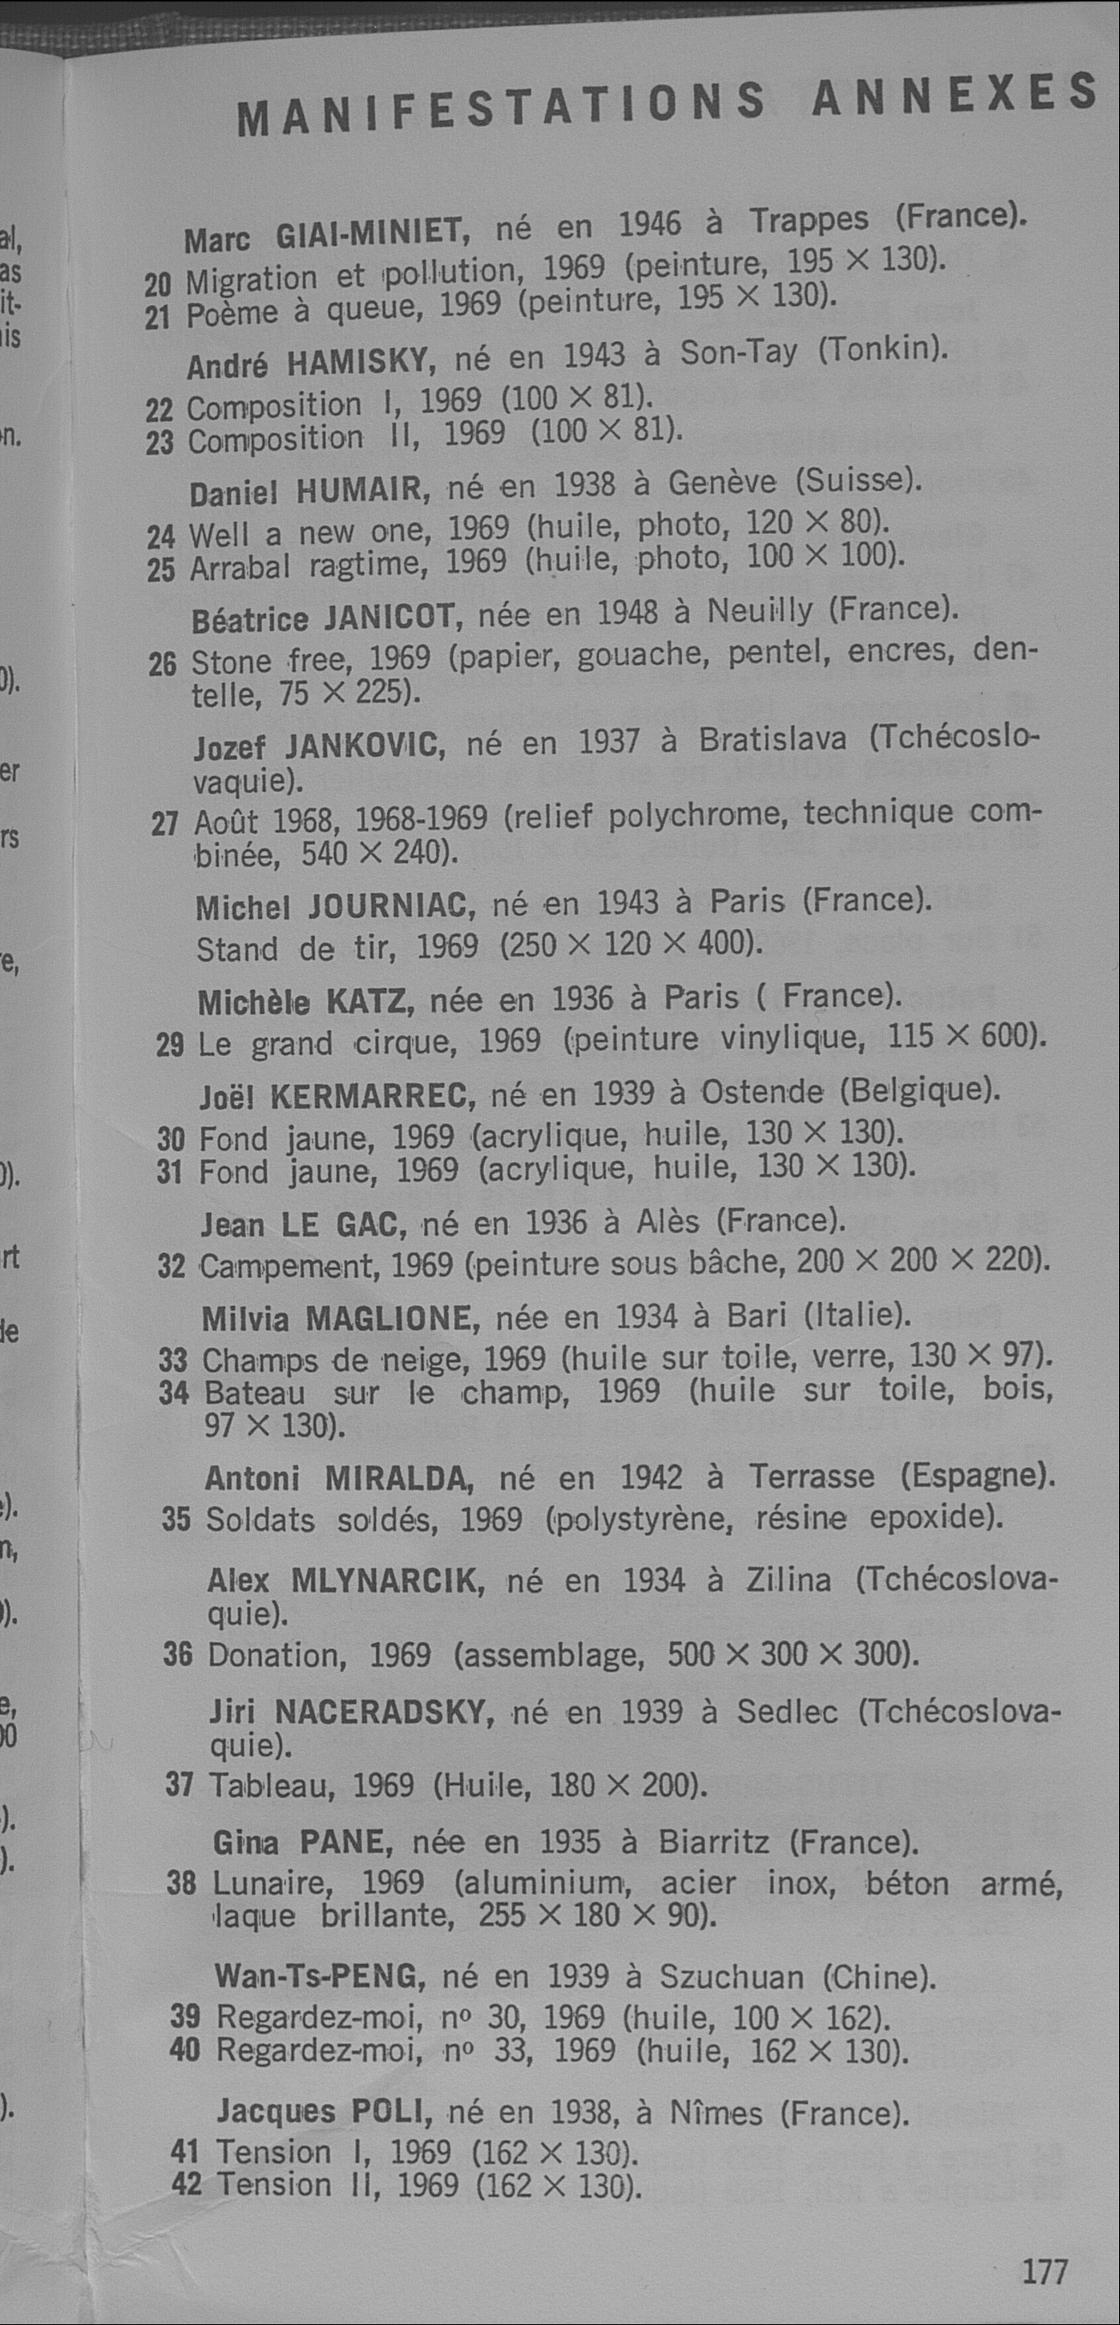 MANIFESTATIONS ANNEXES
Marc GIAI-MINIET, né en 1946 à Trappes (France).
20 Migration et pollution, 1969 (peinture, 195 × 130).
21 Poème à queue, 1969 (peinture, 195 × 130).
André HAMISKY, né en 1943 à Son-Tay (Tonkin).
22 Composition I, 1969 (100 × 81).
23 Composition II, 1969 (100 × 81).
Daniel HUMAIR, né en 1938 à Genève (Suisse).
24 Well a new one, 1969 (huile, photo, 120 × 80).
25 Arrabal ragtime, 1969 (huile, photo, 100 × 100).
Béatrice JANICOT, née en 1948 à Neuilly (France).
26 Stone free, 1969 (papier, gouache, pentel, encres, den-
telle, 75 × 225).
Jozef JANKOVIC, né en 1937 à Bratislava (Tchécoslo-
vaquie).
27 Août 1968, 1968-1969 (relief polychrome, technique com-
binée, 540 × 240).
Michel JOURNIAC, né en 1943 à Paris (France).
Stand de tir, 1969 (250 × 120 × 400).
Michèle KATZ, née en 1936 à Paris ( France).
29 Le grand cirque, 1969 (peinture vinylique, 115 × 600).
Joël KERMARREC, né en 1939 à Ostende (Belgique).
30 Fond jaune, 1969 (acrylique, huile, 130 × 130).
31 Fond jaune, 1969 (acrylique, huile, 130 × 130).
Jean LE GAC, né en 1936 à Alès (France).
32 Campement, 1969 (peinture sous bâche, 200 × 200 × 220).
Milvia MAGLIONE, née en 1934 à Bari (Italie).
33 Champs de neige, 1969 (huile sur toile, verre, 130 × 97).
34 Bateau sur le champ, 1969 (huile sur toile, bois,
97 × 130).
Antoni MIRALDA, né en 1942 à Terrasse (Espagne).
35 Soldats soldés, 1969 (polystyrène, résine epoxide).
Alex MLYNARCIK, né en 1934 à Zilina (Tchécoslova-
quie).
36 Donation, 1969 (assemblage, 500 × 300 × 300).
Jiri NACERADSKY, né en 1939 à Sedlec (Tchécoslova-
quie).
37 Tableau, 1969 (Huile, 180 × 200).
Gina PANE, née en 1935 à Biarritz (France).
38 Lunaire, 1969 (aluminium, acier inox, béton armé,
laque brillante, 255 × 180 × 90).
Wan-Ts-PENG, né en 1939 à Szuchuan (Chine).
39 Regardez-moi, nº 30, 1969 (huile, 100 × 162).
40 Regardez-moi, nº 33, 1969 (huile, 162 × 130).
Jacques POLI, né en 1938, à Nîmes (France).
41 Tension I, 1969 (162 × 130).
42 Tension II, 1969 (162 × 130).
177